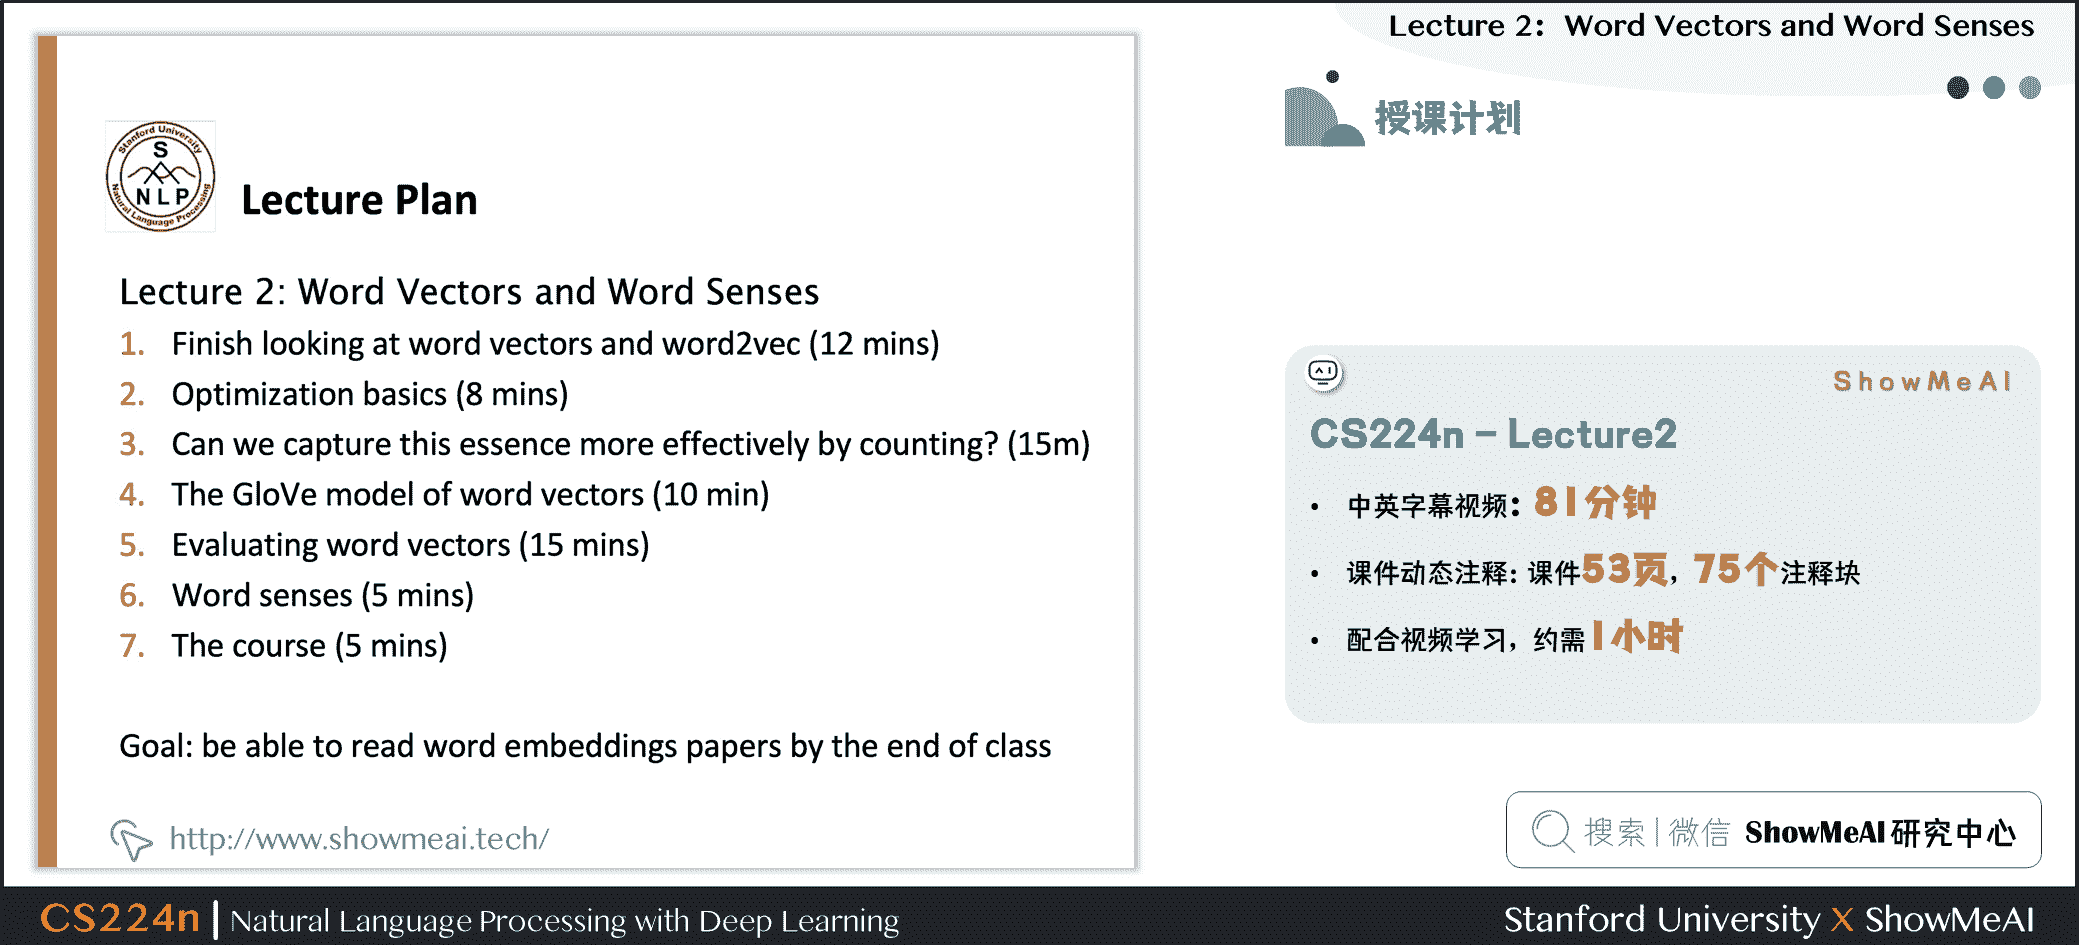 Lecture 2: Word Vectors and Word Senses
授课计划
Stanford University
S
NLP
Natural Language Processing
Lecture Plan
Lecture 2: Word Vectors and Word Senses
1. Finish looking at word vectors and word2vec (12 mins)
2. Optimization basics (8 mins)
3. Can we capture this essence more effectively by counting? (15m)
4. The GloVe model of word vectors (10 min)
5. Evaluating word vectors (15 mins)
6. Word senses (5 mins)
7. The course (5 mins)
Goal: be able to read word embeddings papers by the end of class
http://www.showmeai.tech/
ShowMeAI
CS224n – Lecture2
• 中英字幕视频：81分钟
• 课件动态注释：课件53页，75个注释块
• 配合视频学习，约需1小时
搜索 | 微信 ShowMeAI 研究中心
CS224n | Natural Language Processing with Deep Learning
Stanford University X ShowMeAI